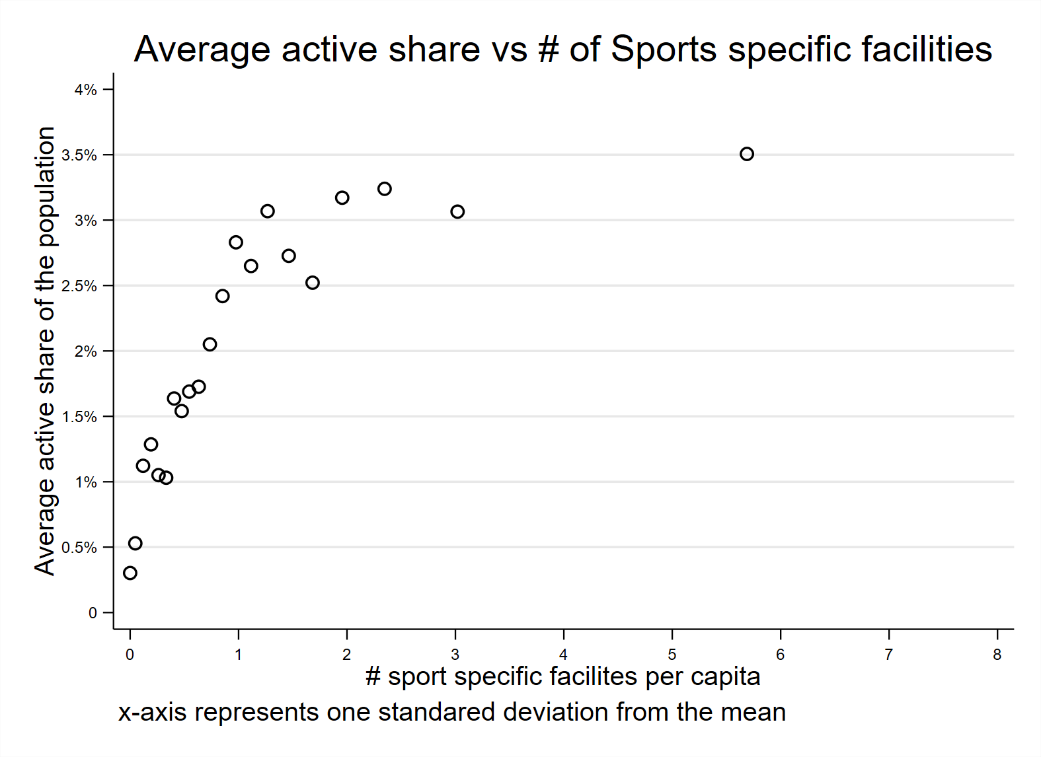 Average active share vs # of Sports specific facilities
Average active share of the population
4%
3.5%
3%
2.5%
2%
1.5%
1%
0.5%
0
0 1 2 3 4 5 6 7 8
# sport specific facilites per capita
x-axis represents one standared deviation from the mean